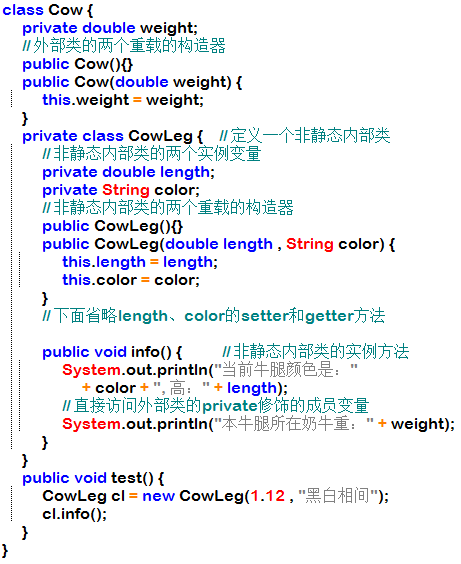 class Cow {
private double weight;
//外部类的两个重载的构造器
public Cow(){}
public Cow(double weight) {
this.weight = weight;
}
private class CowLeg { //定义一个非静态内部类
//非静态内部类的两个实例变量
private double length;
private String color;
//非静态内部类的两个重载的构造器
public CowLeg(){}
public CowLeg(double length , String color) {
this.length = length;
this.color = color;
}
//下面省略length、color的setter和getter方法
public void info() { //非静态内部类的实例方法
System.out.println("当前牛腿颜色是："
+ color + ", 高：" + length);
//直接访问外部类的private修饰的成员变量
System.out.println("本牛腿所在奶牛重：" + weight);
}
}
public void test() {
CowLeg cl = new CowLeg(1.12 , "黑白相间");
cl.info();
}
}